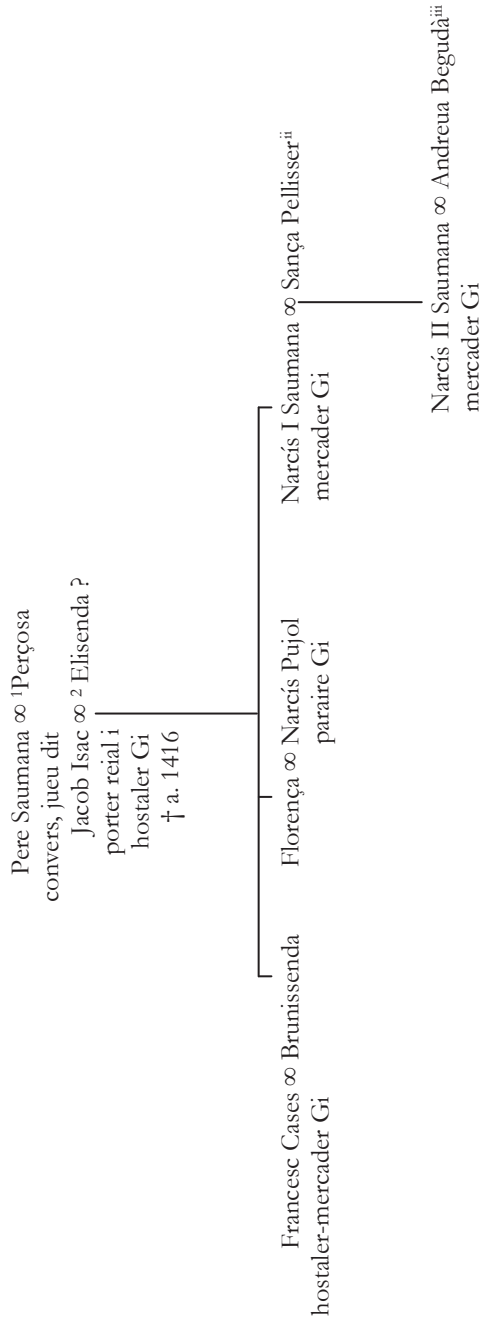 Pere Saumana ∞ ¹Perçosa
convers, jueu dit
Jacob Isac ∞ ² Elisenda ?
porter reial i
hostaler Gi
† a. 1416
Francesc Cases ∞ Brunissenda
hostaler-mercader Gi
Florença ∞ Narcís Pujol
paraire Gi
Narcís I Saumana ∞ Sança Pellisserⁱⁱ
mercader Gi
Narcís II Saumana ∞ Andreua Begudàⁱⁱⁱ
mercader Gi